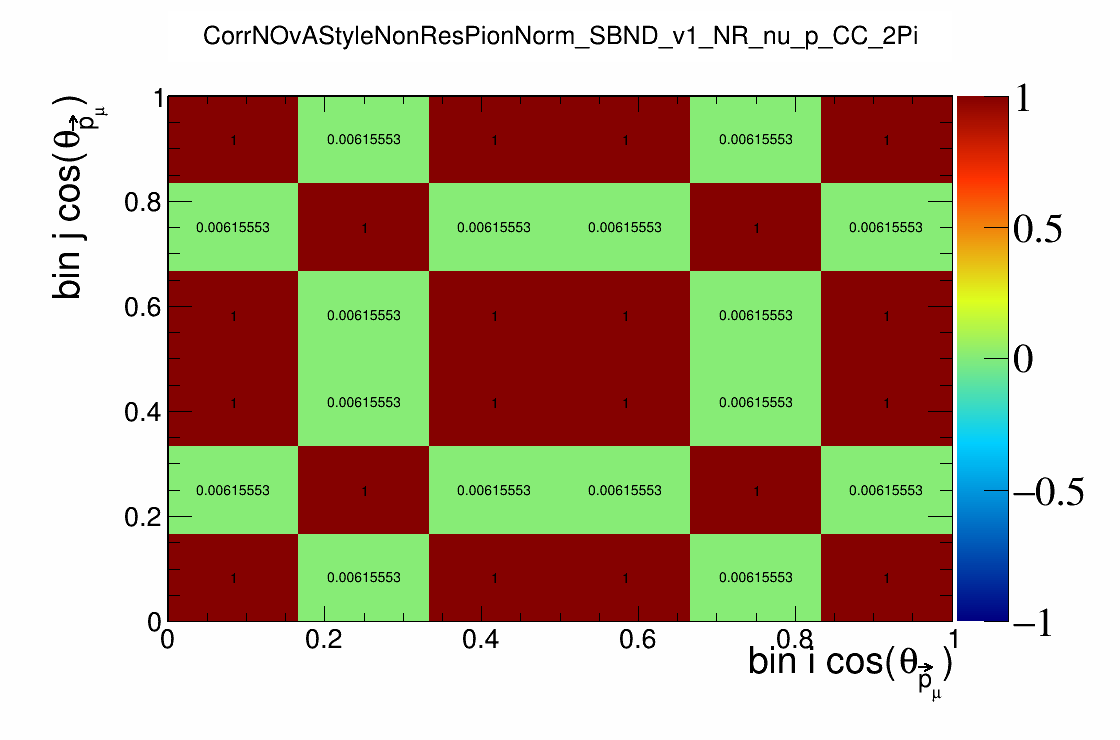 CorrNOvAStyleNonResPionNorm_SBND_v1_NR_nu_p_CC_2Pi
bin j cos(θ_p⃗_μ)
1
0.8
0.6
0.4
0.2
0
1 0.00615553 1 1 0.00615553 1
0.00615553 1 0.00615553 0.00615553 1 0.00615553
1 0.00615553 1 1 0.00615553 1
1 0.00615553 1 1 0.00615553 1
0.00615553 1 0.00615553 0.00615553 1 0.00615553
1 0.00615553 1 1 0.00615553 1
0 0.2 0.4 0.6 0.8 1
bin i cos(θ_p⃗_μ)
1
0.5
0
−0.5
−1